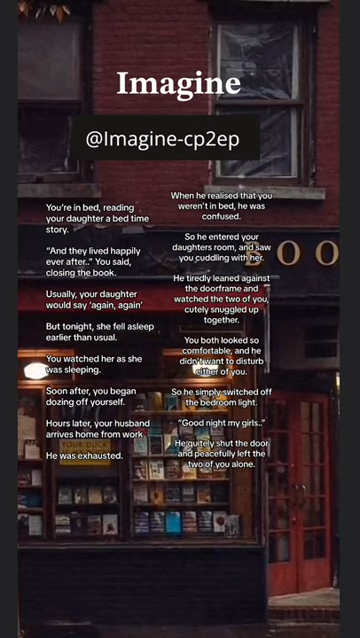 Imagine
@Imagine-cp2ep
You're in bed, reading
your daughter a bed time
story.
“And they lived happily
ever after..” You said,
closing the book.
Usually, your daughter
would say ‘again, again’
But tonight, she fell asleep
earlier than usual.
You watched her as she
was sleeping.
Soon after, you began
dozing off yourself.
Hours later, your husband
arrives home from work.
He was exhausted.
When he realised that you
weren't in bed, he was
confused.
So he entered your
daughters room, and saw
you cuddling with her.
He tiredly leaned against
the doorframe and
watched the two of you,
cutely snuggled up
together.
You both looked so
comfortable, and he
didn't want to disturb
either of you.
So he simply switched off
the bedroom light.
“Good night my girls..”
He quitely shut the door
and peacefully left the
two of you alone.
BOO